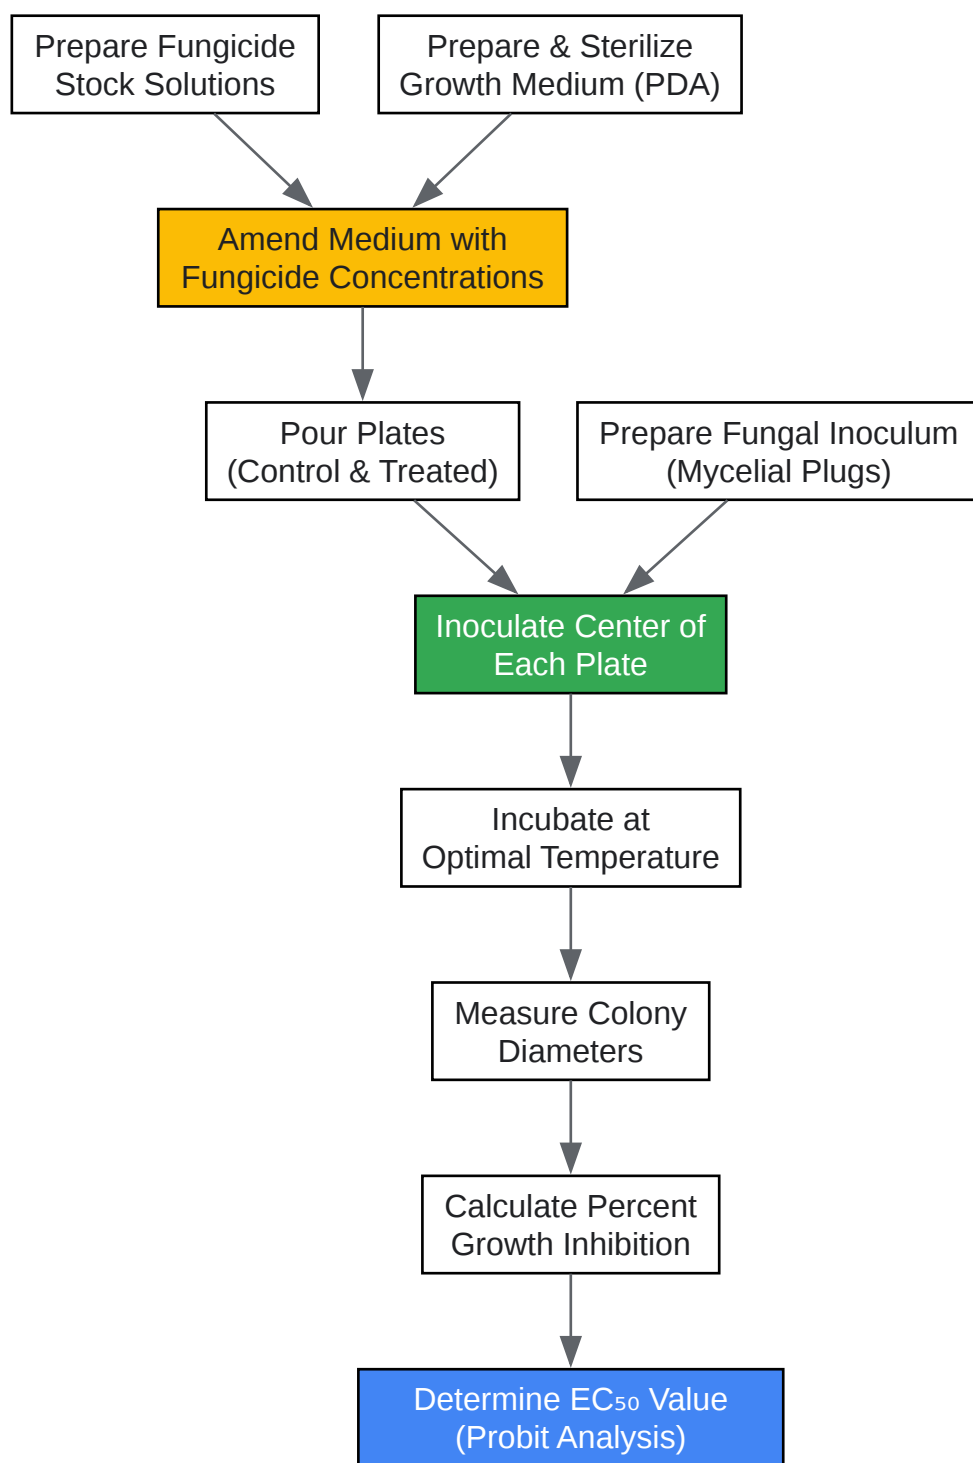 Prepare Fungicide
Stock Solutions
Prepare & Sterilize
Growth Medium (PDA)
Amend Medium with
Fungicide Concentrations
Pour Plates
(Control & Treated)
Prepare Fungal Inoculum
(Mycelial Plugs)
Inoculate Center of
Each Plate
Incubate at
Optimal Temperature
Measure Colony
Diameters
Calculate Percent
Growth Inhibition
Determine EC₅₀ Value
(Probit Analysis)